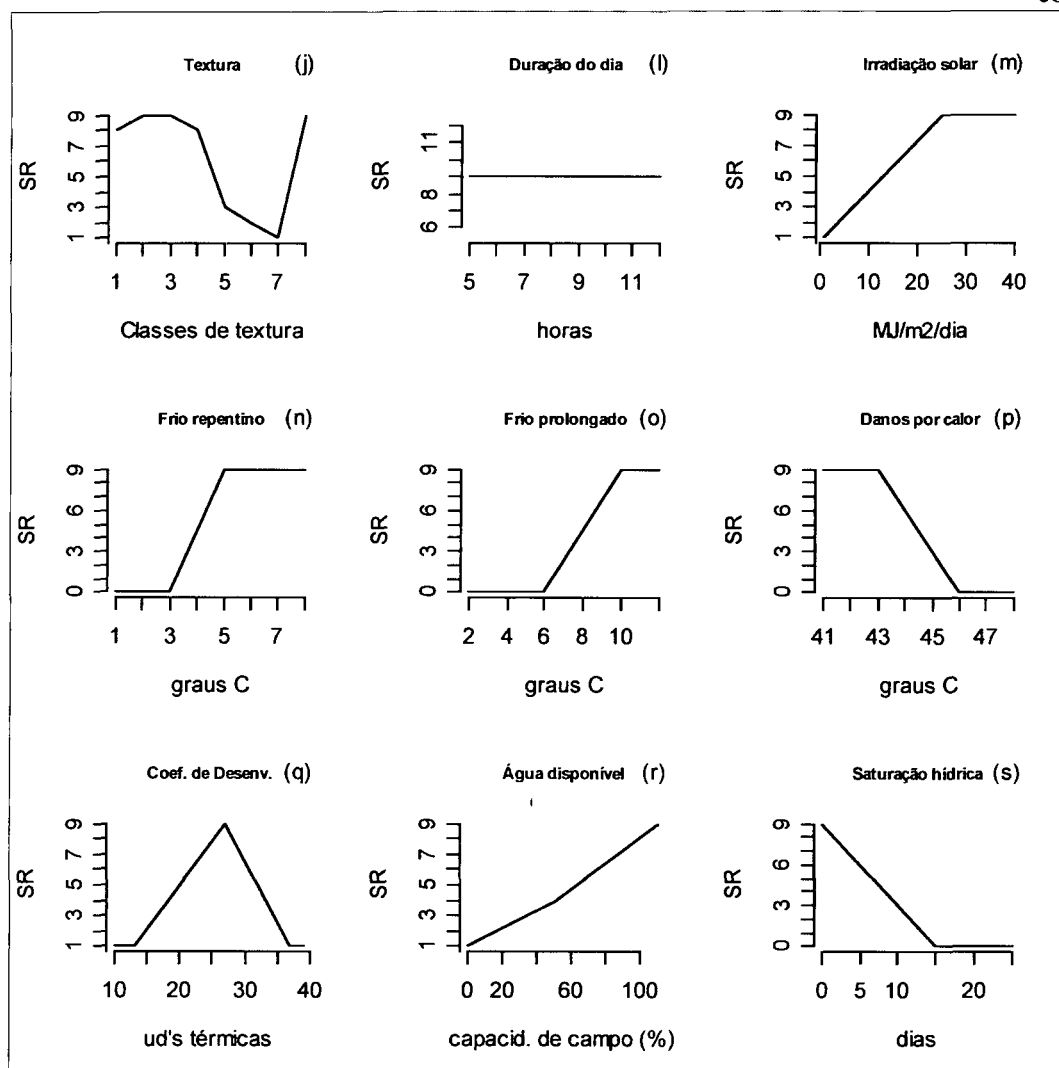 Textura (j)
Duração do dia (l)
Irradiação solar (m)
SR
1 3 5 7 9
1 3 5 7
Classes de textura
SR
6 8 9 11
5 7 9 11
horas
SR
1 3 5 7 9
0 10 20 30 40
MJ/m2/dia
Frio repentino (n)
Frio prolongado (o)
Danos por calor (p)
SR
0 3 6 9
1 3 5 7
graus C
SR
0 3 6 9
2 4 6 8 10
graus C
SR
0 3 6 9
41 43 45 47
graus C
Coef. de Desenv. (q)
Água disponível (r)
Saturação hídrica (s)
SR
1 3 5 7 9
10 20 30 40
ud's térmicas
SR
1 3 5 7 9
0 20 60 100
capacid. de campo (%)
SR
0 3 6 9
0 5 10 20
dias